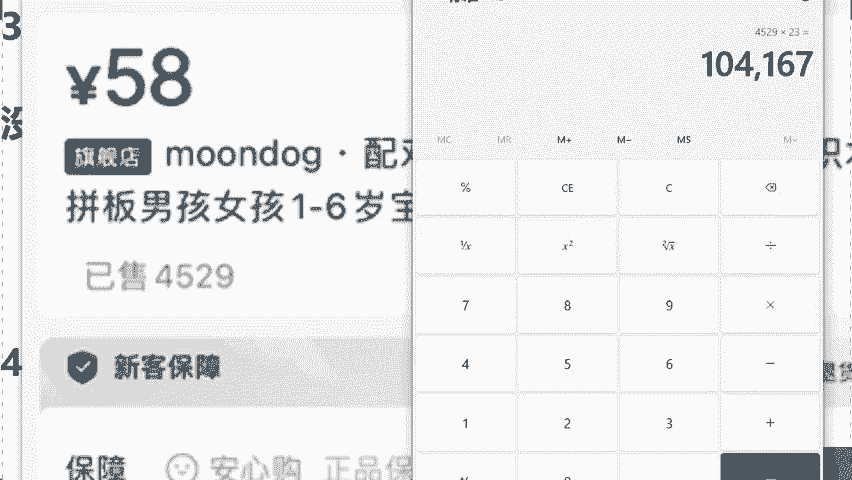 3
¥58
旗舰店 moondog · 配对
拼板男孩女孩1-6岁宝
已售 4529
4
新客保障
保障 安心购 正品保
4529 × 23 =
104,167
MC MR M+ M− MS M
% CE C
¹/x x² ²√x ÷
7 8 9 ×
4 5 6 −
1 2 3 +